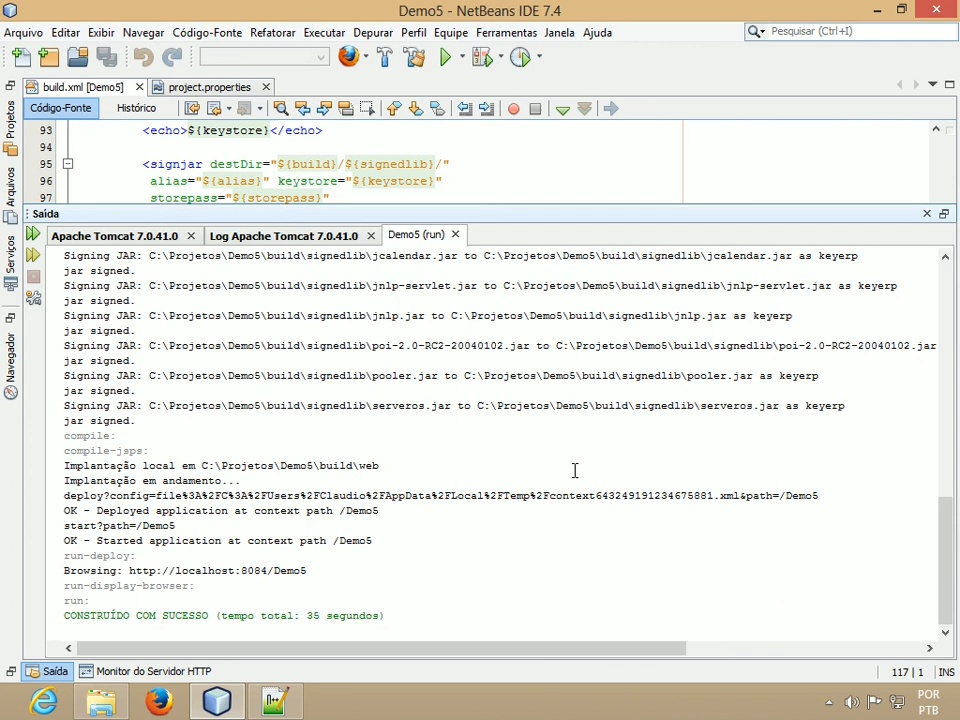 Demo5 - NetBeans IDE 7.4
Arquivo Editar Exibir Navegar Código-Fonte Refatorar Executar Depurar Perfil Equipe Ferramentas Janela Ajuda
Pesquisar (Ctrl+I)
build.xml [Demo5] project.properties
Código-Fonte Histórico
93 <echo>${keystore}</echo>
94
95 <signjar destDir="${build}/${signedlib}/"
96 alias="${alias}" keystore="${keystore}"
97 storepass="${storepass}"
Projetos
Arquivos
Serviços
Navegador
Saída
Apache Tomcat 7.0.41.0 Log Apache Tomcat 7.0.41.0 Demo5 (run)
Signing JAR: C:\Projetos\Demo5\build\signedlib\jcalendar.jar to C:\Projetos\Demo5\build\signedlib\jcalendar.jar as keyerp
jar signed.
Signing JAR: C:\Projetos\Demo5\build\signedlib\jnlp-servlet.jar to C:\Projetos\Demo5\build\signedlib\jnlp-servlet.jar as keyerp
jar signed.
Signing JAR: C:\Projetos\Demo5\build\signedlib\jnlp.jar to C:\Projetos\Demo5\build\signedlib\jnlp.jar as keyerp
jar signed.
Signing JAR: C:\Projetos\Demo5\build\signedlib\poi-2.0-RC2-20040102.jar to C:\Projetos\Demo5\build\signedlib\poi-2.0-RC2-20040102.jar
jar signed.
Signing JAR: C:\Projetos\Demo5\build\signedlib\pooler.jar to C:\Projetos\Demo5\build\signedlib\pooler.jar as keyerp
jar signed.
Signing JAR: C:\Projetos\Demo5\build\signedlib\serveros.jar to C:\Projetos\Demo5\build\signedlib\serveros.jar as keyerp
jar signed.
compile:
compile-jsps:
Implantação local em C:\Projetos\Demo5\build\web
Implantação em andamento...
deploy?config=file%3A%2FC%3A%2FUsers%2FClaudio%2FAppData%2FLocal%2FTemp%2Fcontext643249191234675881.xml&path=/Demo5
OK - Deployed application at context path /Demo5
start?path=/Demo5
OK - Started application at context path /Demo5
run-deploy:
Browsing: http://localhost:8084/Demo5
run-display-browser:
run:
CONSTRUÍDO COM SUCESSO (tempo total: 35 segundos)
Saída Monitor do Servidor HTTP
117 | 1 INS
POR
PTB